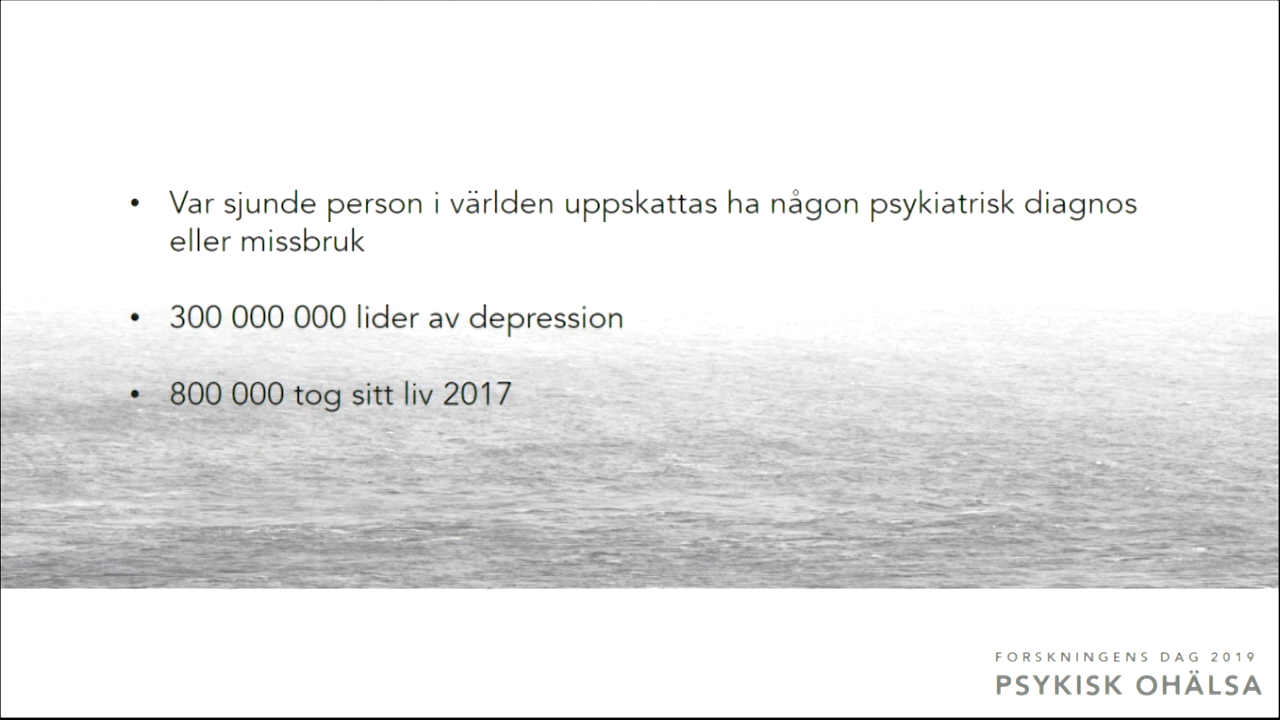 • Var sjunde person i världen uppskattas ha någon psykiatrisk diagnos
eller missbruk
• 300 000 000 lider av depression
• 800 000 tog sitt liv 2017
FORSKNINGENS DAG 2019
PSYKISK OHÄLSA